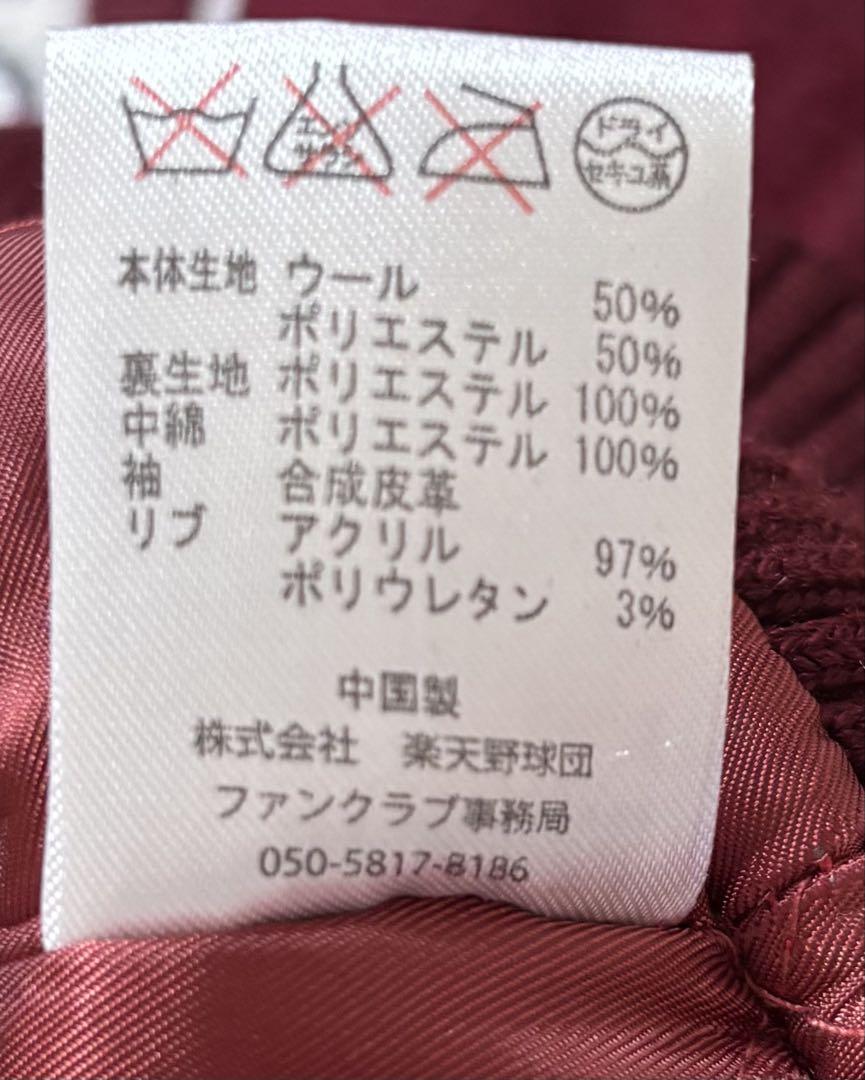 エンソ
サラシ
ドライ
セキユ系
本体生地 ウール 50%
ポリエステル 50%
裏生地 ポリエステル 100%
中綿 ポリエステル 100%
袖 合成皮革
リブ アクリル 97%
ポリウレタン 3%
中国製
株式会社 楽天野球団
ファンクラブ事務局
050-5817-8186